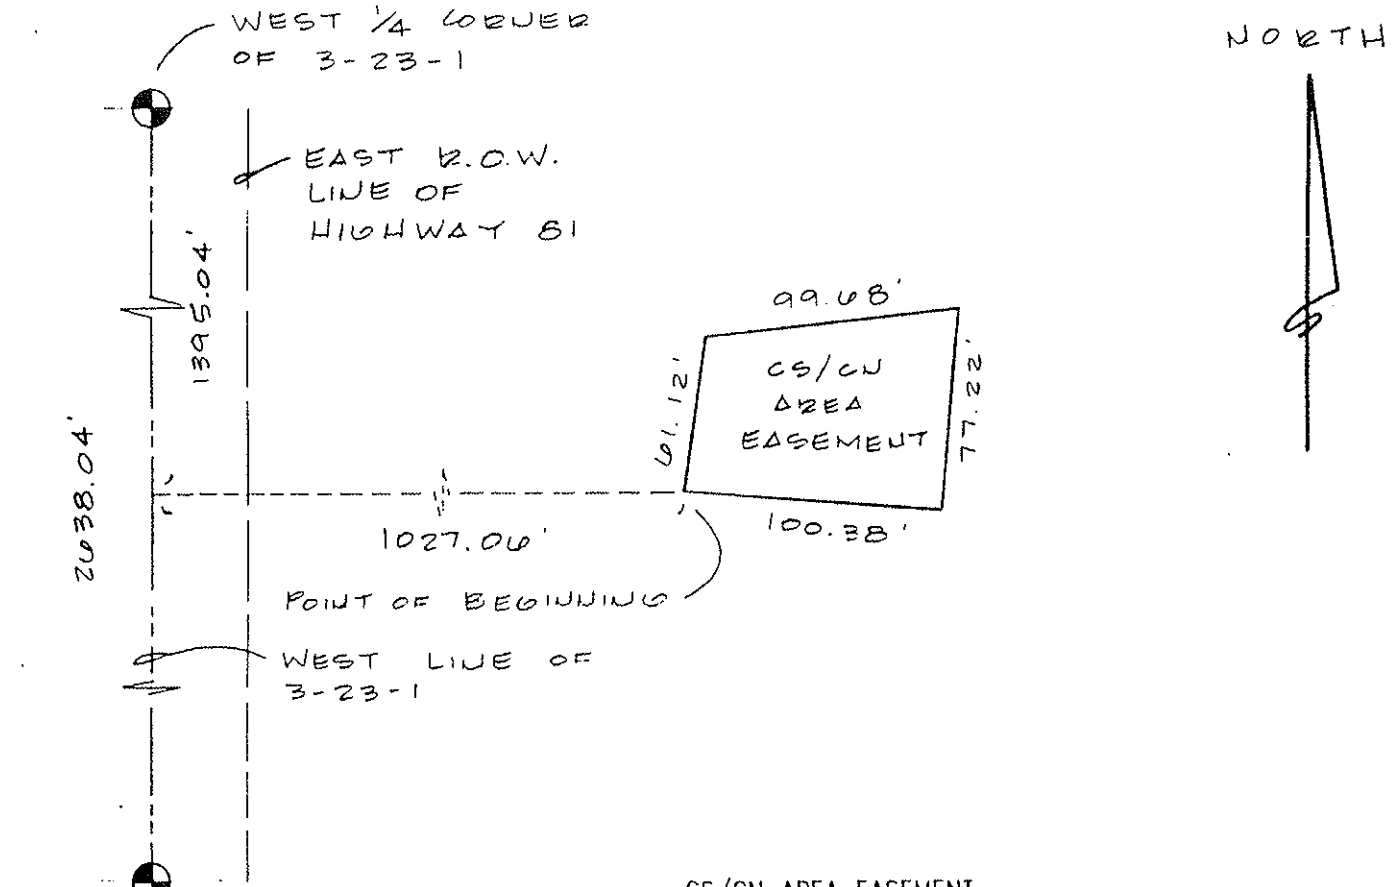 WEST 1/4 CORNER
OF 3-23-1
NORTH
EAST R.O.W.
LINE OF
HIGHWAY 81
1395.04'
2638.04'
99.68'
61.12'
CS/CN
AREA
EASEMENT
77.22'
100.38'
1027.06'
POINT OF BEGINNING
WEST LINE OF
3-23-1
CS/CN AREA EASEMENT